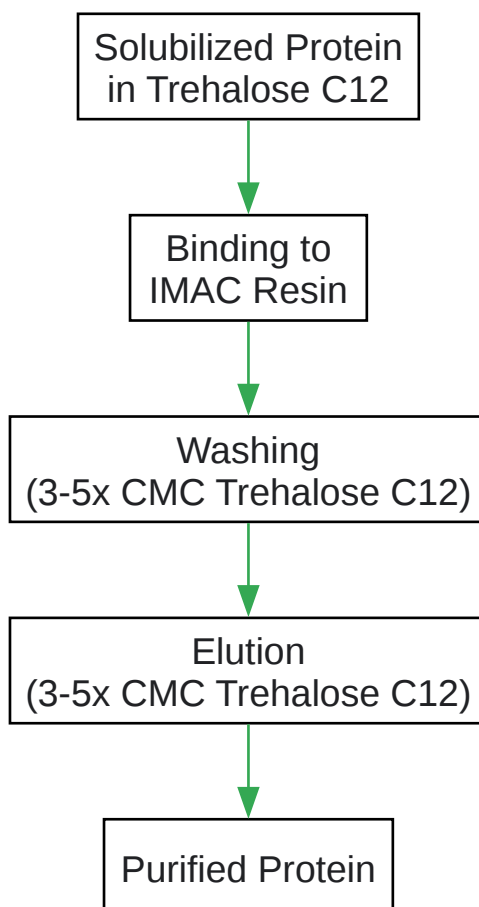 Solubilized Protein
in Trehalose C12
Binding to
IMAC Resin
Washing
(3-5x CMC Trehalose C12)
Elution
(3-5x CMC Trehalose C12)
Purified Protein